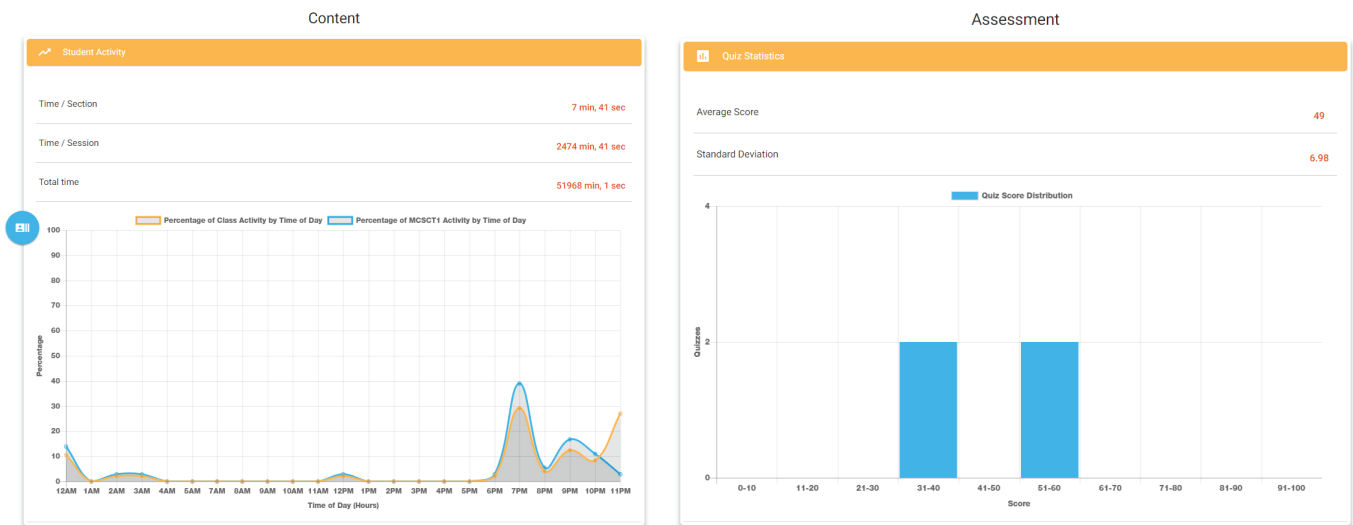 Content
Student Activity
Time / Section
7 min, 41 sec
Time / Session
2474 min, 41 sec
Total time
51968 min, 1 sec
Percentage of Class Activity by Time of Day Percentage of MCSCT1 Activity by Time of Day
100
90
80
70
60
50
40
30
20
10
0
Percentage
12AM 1AM 2AM 3AM 4AM 5AM 7AM 8AM 9AM 10AM 11AM 12PM 1PM 2PM 3PM 4PM 5PM 6PM 7PM 8PM 9PM 10PM 11PM
Time of Day (Hours)
Assessment
Quiz Statistics
Average Score
49
Standard Deviation
6.98
Quiz Score Distribution
4
2
0
Quizzes
0-10 11-20 21-30 31-40 41-50 51-60 61-70 71-80 81-90 91-100
Score